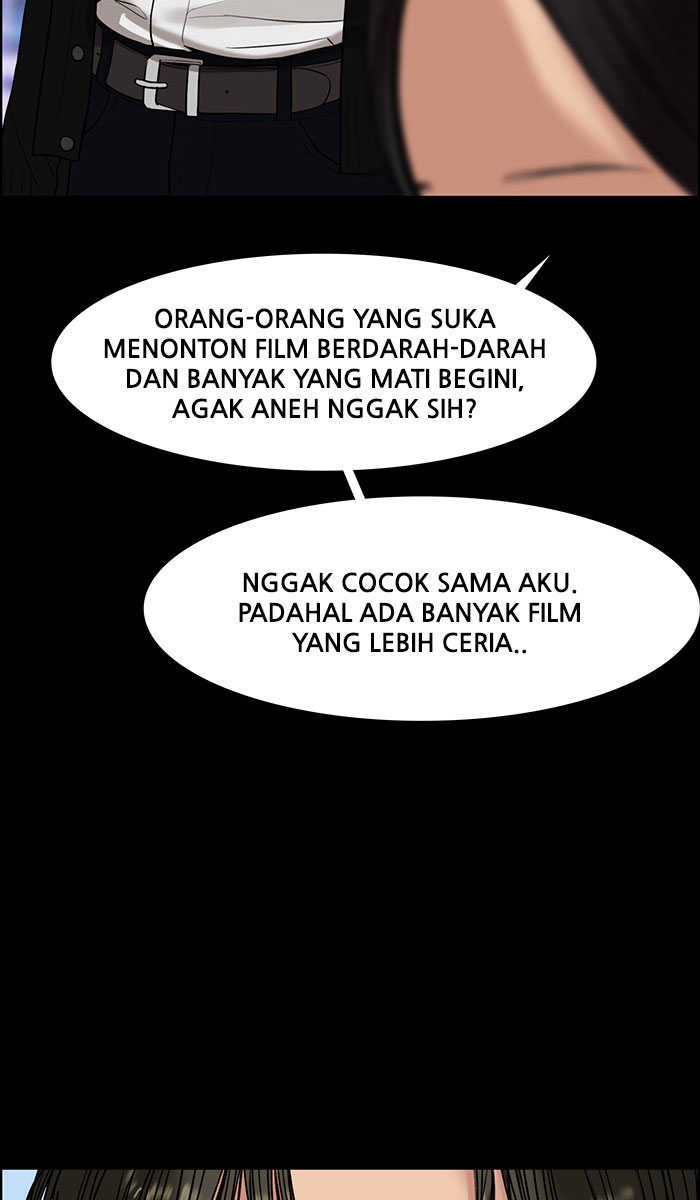 ORANG-ORANG YANG SUKA
MENONTON FILM BERDARAH-DARAH
DAN BANYAK YANG MATI BEGINI,
AGAK ANEH NGGAK SIH?
NGGAK COCOK SAMA AKU.
PADAHAL ADA BANYAK FILM
YANG LEBIH CERIA..